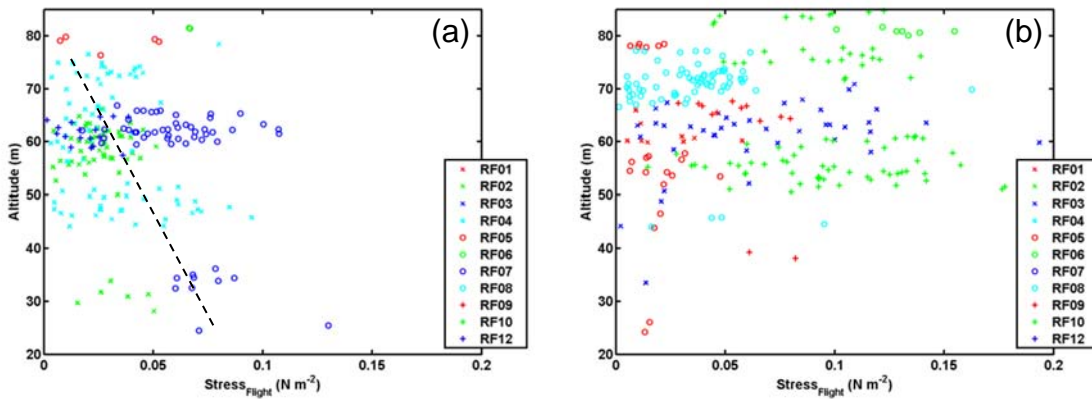 (a)
85
80
70
60
50
40
30
20
Altitude (m)
0
0.05
0.1
0.15
0.2
Stress_Flight (N m⁻²)
RF01
RF02
RF03
RF04
RF05
RF06
RF07
RF08
RF09
RF10
RF12
(b)
85
80
70
60
50
40
30
20
Altitude (m)
0
0.05
0.1
0.15
0.2
Stress_Flight (N m⁻²)
RF01
RF02
RF03
RF04
RF05
RF06
RF07
RF08
RF09
RF10
RF12